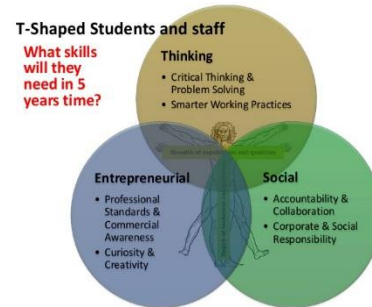 T-Shaped Students and staff
What skills
will they
need in 5
years time?
Thinking
• Critical Thinking &
Problem Solving
• Smarter Working Practices
Entrepreneurial
• Professional
Standards &
Commercial
Awareness
• Curiosity &
Creativity
Social
• Accountability &
Collaboration
• Corporate & Social
Responsibility